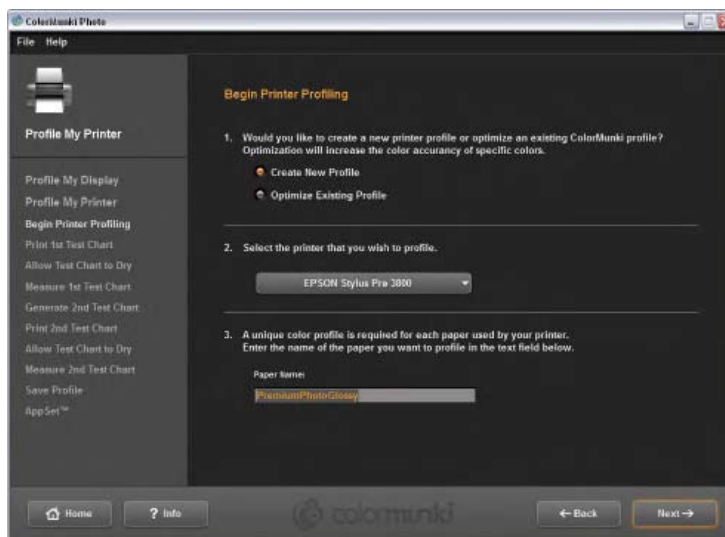 ColorMunki Photo
File Help
Profile My Printer
Profile My Display
Profile My Printer
Begin Printer Profiling
Print 1st Test Chart
Allow Test Chart to Dry
Measure 1st Test Chart
Generate 2nd Test Chart
Print 2nd Test Chart
Allow Test Chart to Dry
Measure 2nd Test Chart
Save Profile
AppSet™
Begin Printer Profiling
1. Would you like to create a new printer profile or optimize an existing ColorMunki profile?
Optimization will increase the color accurancy of specific colors.
Create New Profile
Optimize Existing Profile
2. Select the printer that you wish to profile.
EPSON Stylus Pro 3800
3. A unique color profile is required for each paper used by your printer.
Enter the name of the paper you want to profile in the text field below.
Paper Name:
PremiumPhotoGlossy
Home
? Info
colormunki
← Back
Next →